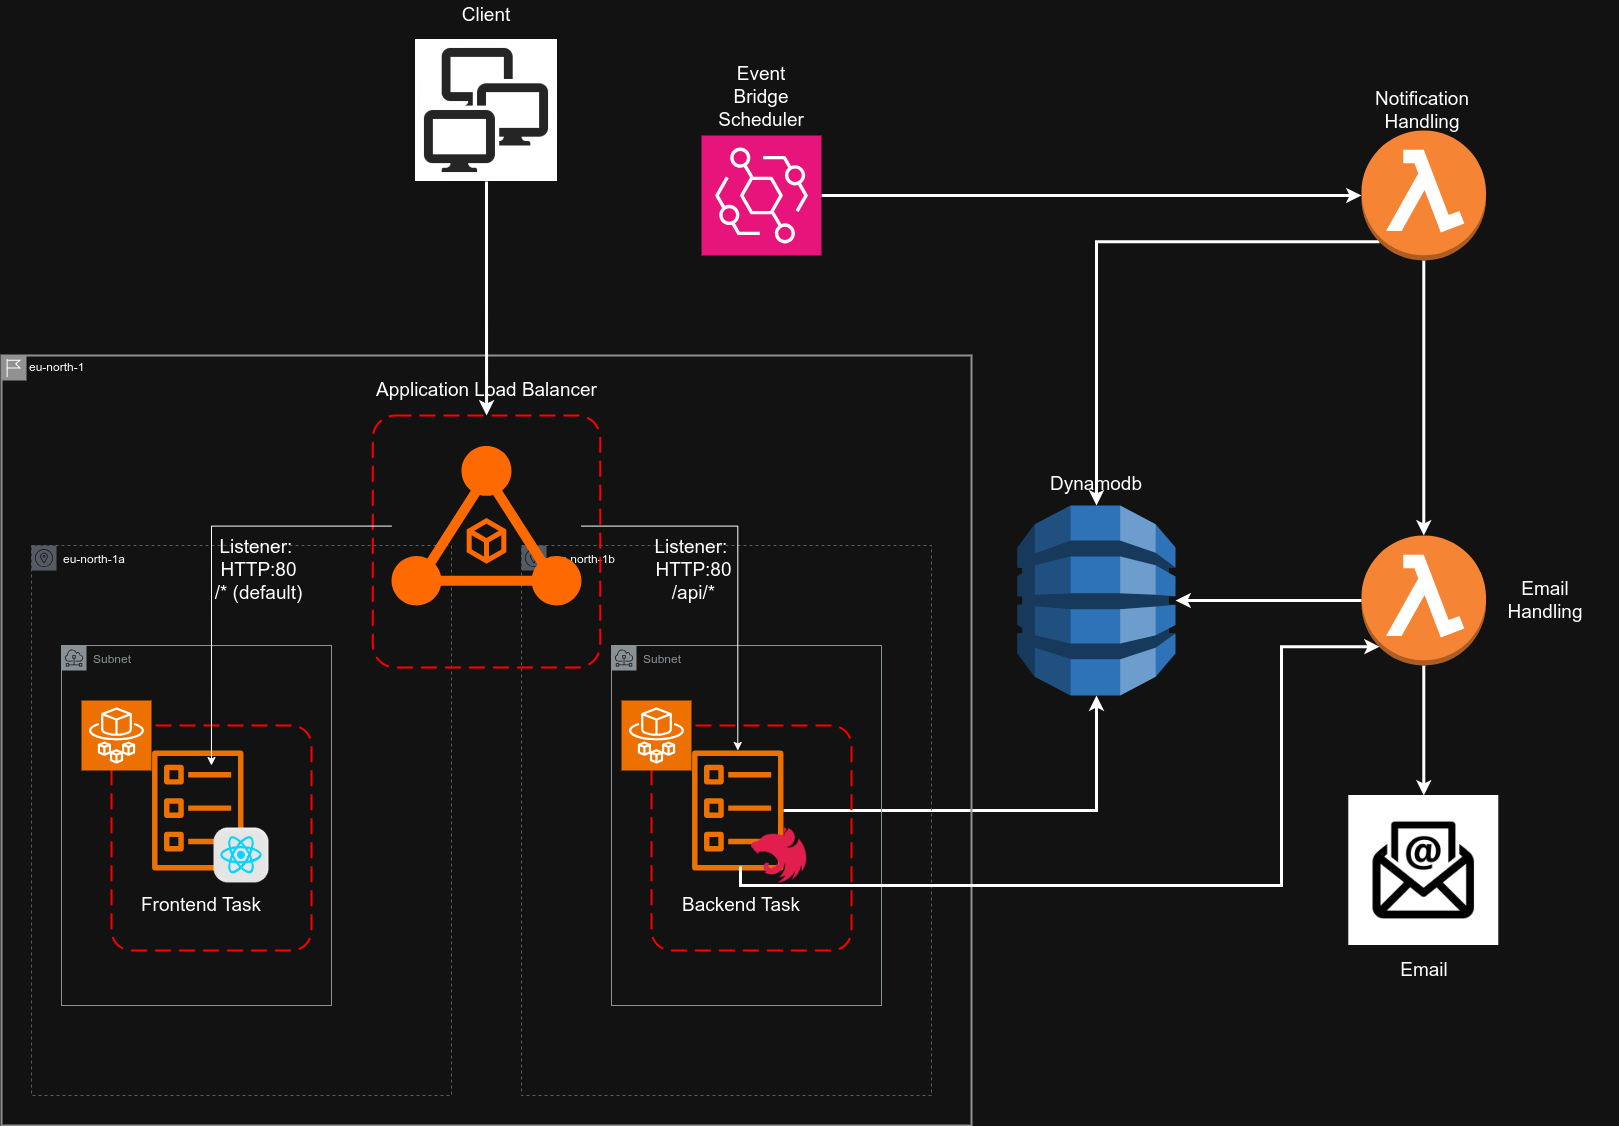 Client
Event
Bridge
Scheduler
Notification
Handling
eu-north-1
Application Load Balancer
Dynamodb
Listener:
HTTP:80
/* (default)
Listener:
HTTP:80
/api/*
eu-north-1a
north-1b
Email
Handling
Subnet
Subnet
Frontend Task
Backend Task
@
Email